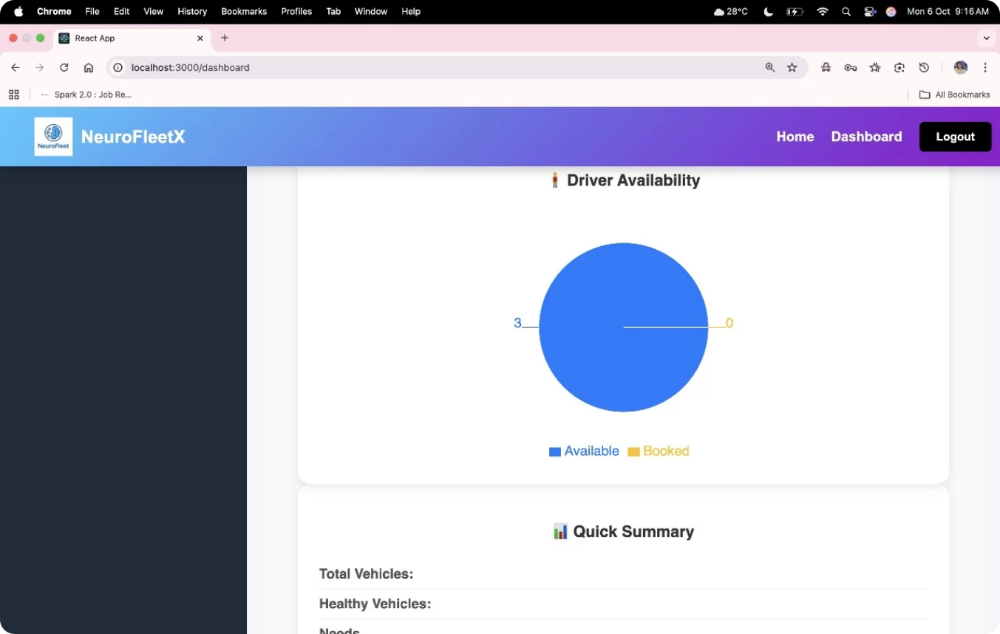 Chrome File Edit View History Bookmarks Profiles Tab Window Help 28°C Mon 6 Oct 9:16 AM
React App
localhost:3000/dashboard
Spark 2.0 : Job Re... All Bookmarks
NeuroFleet NeuroFleetX Home Dashboard Logout
Driver Availability
3 0
Available Booked
Quick Summary
Total Vehicles:
Healthy Vehicles:
Needs